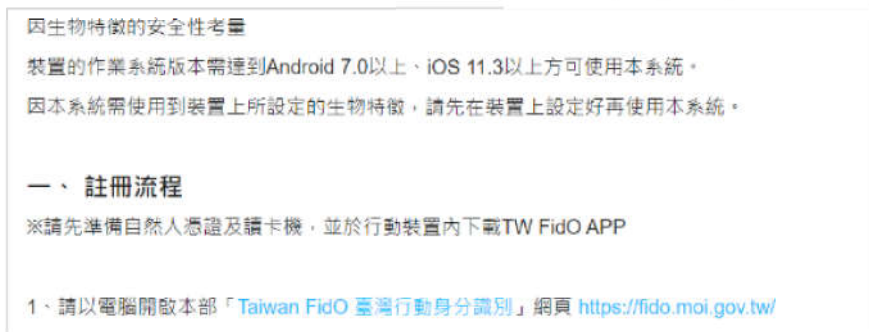 因生物特徵的安全性考量
裝置的作業系統版本需達到Android 7.0以上、iOS 11.3以上方可使用本系統。
因本系統需使用到裝置上所設定的生物特徵，請先在裝置上設定好再使用本系統。
一、 註冊流程
※請先準備自然人憑證及讀卡機，並於行動裝置內下載TW FidO APP
1、請以電腦開啟本部「Taiwan FidO 臺灣行動身分識別」網頁 https://fido.moi.gov.tw/